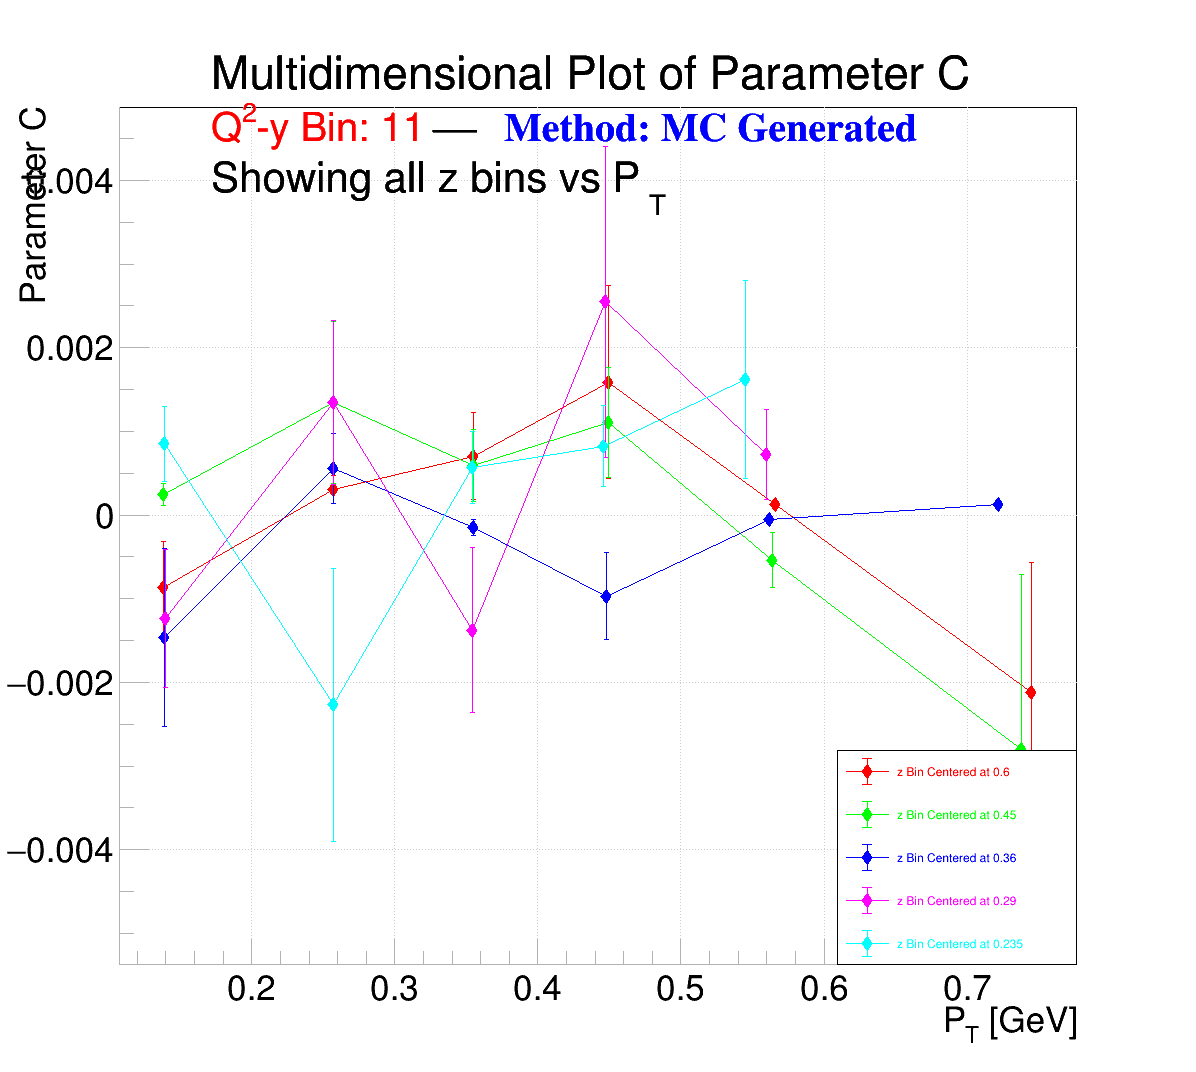 Multidimensional Plot of Parameter C
Q2-y Bin: 11 — Method: MC Generated
Showing all z bins vs PT
Parameter C
0.004
0.002
0
−0.002
−0.004
z Bin Centered at 0.6
z Bin Centered at 0.45
z Bin Centered at 0.36
z Bin Centered at 0.29
z Bin Centered at 0.235
0.2 0.3 0.4 0.5 0.6 0.7
PT [GeV]